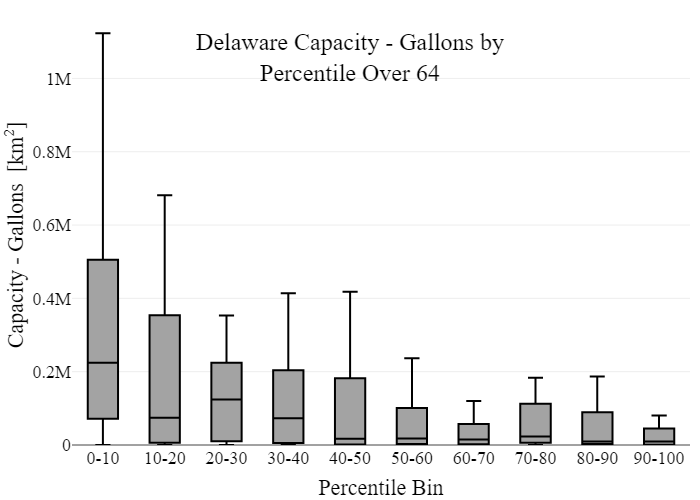 Delaware Capacity - Gallons by
Percentile Over 64
Capacity - Gallons [km²]
1M
0.8M
0.6M
0.4M
0.2M
0
0-10 10-20 20-30 30-40 40-50 50-60 60-70 70-80 80-90 90-100
Percentile Bin